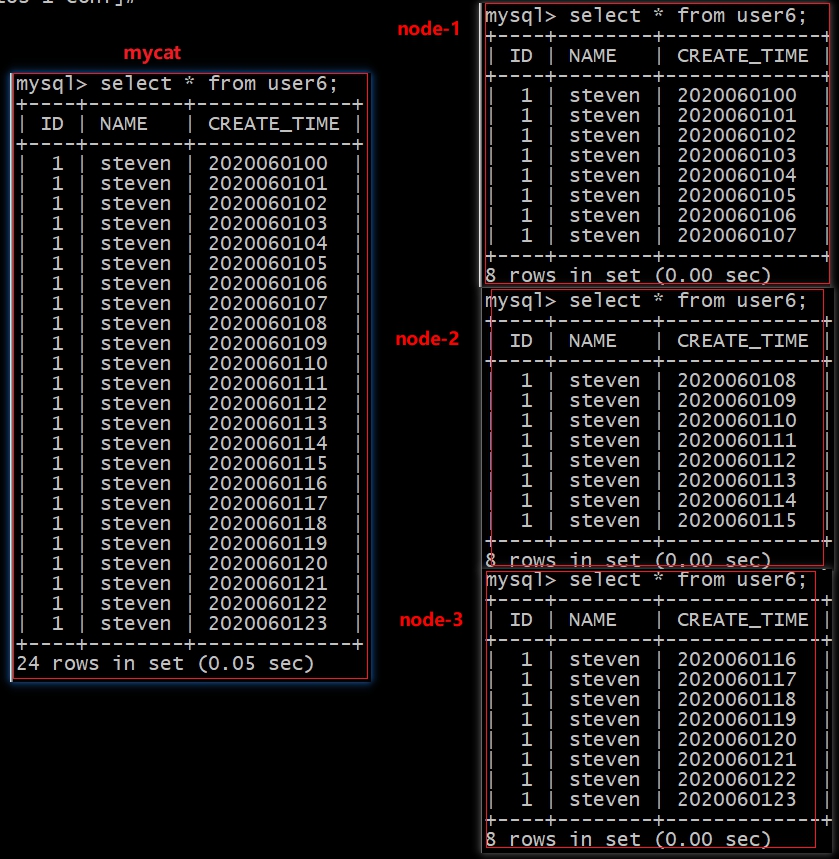 mycat
mysql> select * from user6;
+----+--------+-------------+
| ID | NAME   | CREATE_TIME |
+----+--------+-------------+
|  1 | steven | 2020060100  |
|  1 | steven | 2020060101  |
|  1 | steven | 2020060102  |
|  1 | steven | 2020060103  |
|  1 | steven | 2020060104  |
|  1 | steven | 2020060105  |
|  1 | steven | 2020060106  |
|  1 | steven | 2020060107  |
|  1 | steven | 2020060108  |
|  1 | steven | 2020060109  |
|  1 | steven | 2020060110  |
|  1 | steven | 2020060111  |
|  1 | steven | 2020060112  |
|  1 | steven | 2020060113  |
|  1 | steven | 2020060114  |
|  1 | steven | 2020060115  |
|  1 | steven | 2020060116  |
|  1 | steven | 2020060117  |
|  1 | steven | 2020060118  |
|  1 | steven | 2020060119  |
|  1 | steven | 2020060120  |
|  1 | steven | 2020060121  |
|  1 | steven | 2020060122  |
|  1 | steven | 2020060123  |
+----+--------+-------------+
24 rows in set (0.05 sec)
node-1
mysql> select * from user6;
+----+--------+-------------+
| ID | NAME   | CREATE_TIME |
+----+--------+-------------+
|  1 | steven | 2020060100  |
|  1 | steven | 2020060101  |
|  1 | steven | 2020060102  |
|  1 | steven | 2020060103  |
|  1 | steven | 2020060104  |
|  1 | steven | 2020060105  |
|  1 | steven | 2020060106  |
|  1 | steven | 2020060107  |
+----+--------+-------------+
8 rows in set (0.00 sec)
node-2
mysql> select * from user6;
+----+--------+-------------+
| ID | NAME   | CREATE_TIME |
+----+--------+-------------+
|  1 | steven | 2020060108  |
|  1 | steven | 2020060109  |
|  1 | steven | 2020060110  |
|  1 | steven | 2020060111  |
|  1 | steven | 2020060112  |
|  1 | steven | 2020060113  |
|  1 | steven | 2020060114  |
|  1 | steven | 2020060115  |
+----+--------+-------------+
8 rows in set (0.00 sec)
node-3
mysql> select * from user6;
+----+--------+-------------+
| ID | NAME   | CREATE_TIME |
+----+--------+-------------+
|  1 | steven | 2020060116  |
|  1 | steven | 2020060117  |
|  1 | steven | 2020060118  |
|  1 | steven | 2020060119  |
|  1 | steven | 2020060120  |
|  1 | steven | 2020060121  |
|  1 | steven | 2020060122  |
|  1 | steven | 2020060123  |
+----+--------+-------------+
8 rows in set (0.00 sec)